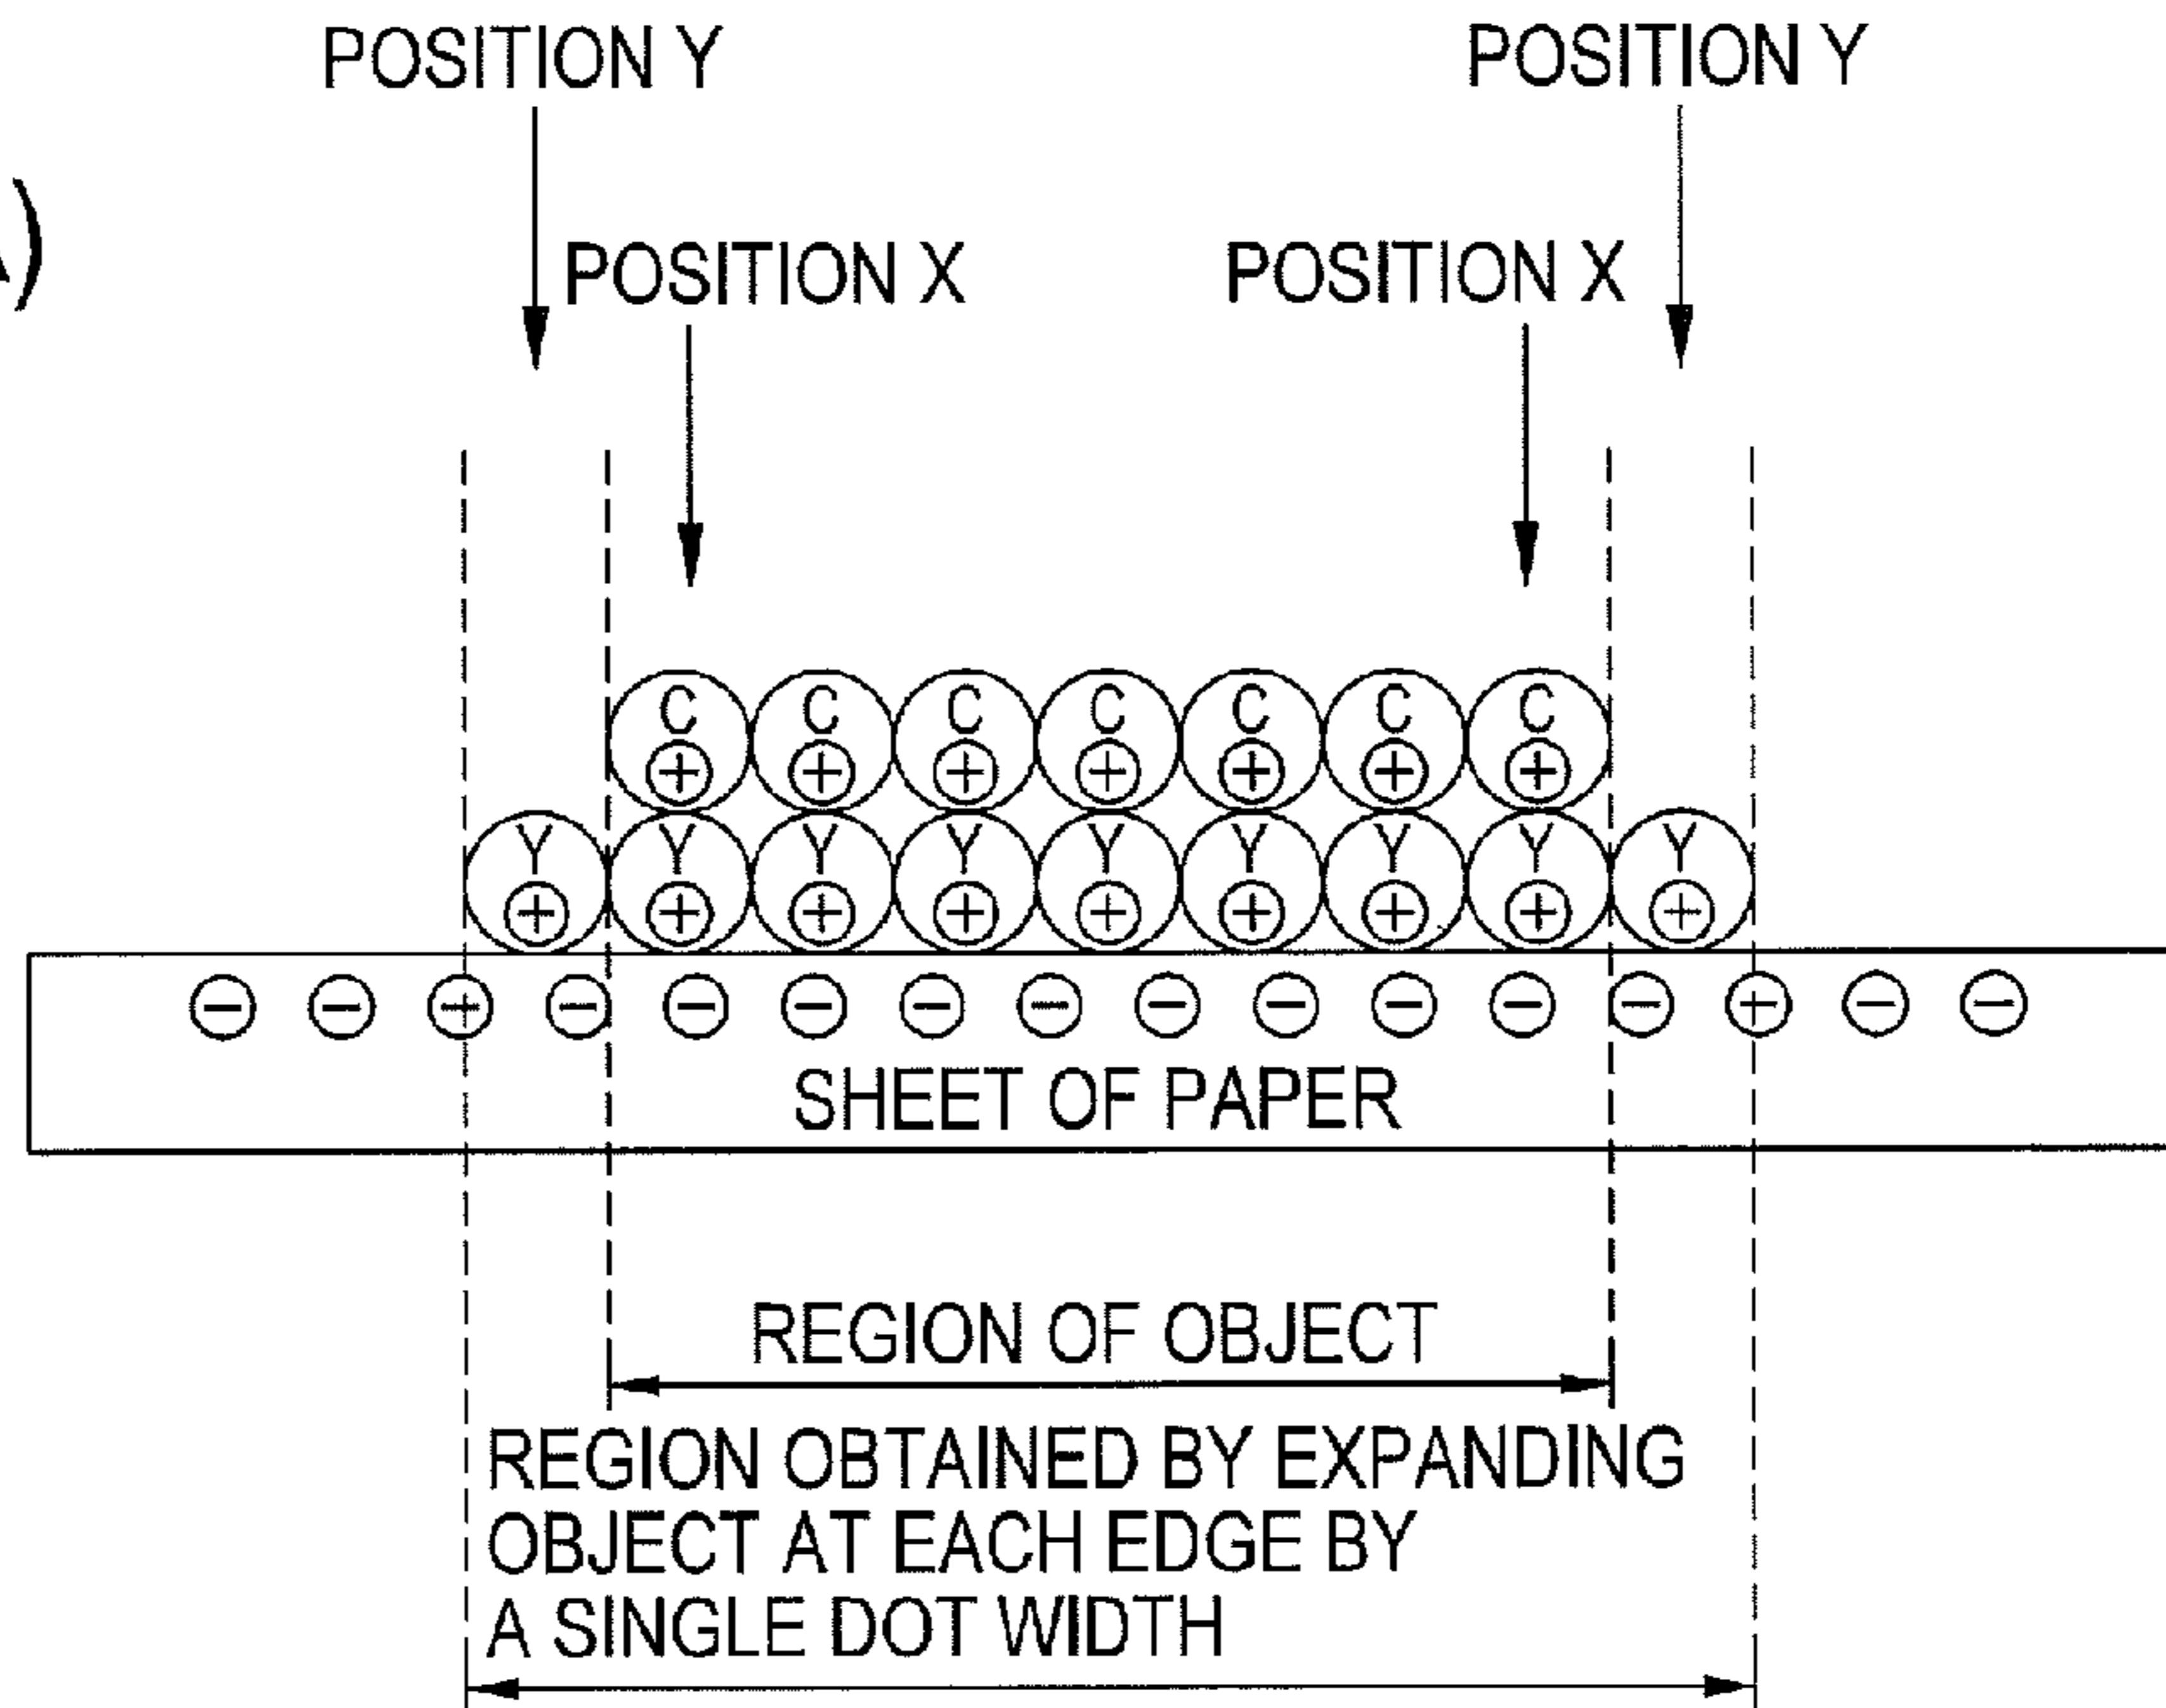 POSITION Y POSITION Y
)
POSITION X POSITION X
C C C C C C C
+ + + + + + +
Y Y Y Y Y Y Y Y Y
+ + + + + + + + +
− − + − − − − − − − − − − + − −
SHEET OF PAPER
REGION OF OBJECT
REGION OBTAINED BY EXPANDING
OBJECT AT EACH EDGE BY
A SINGLE DOT WIDTH